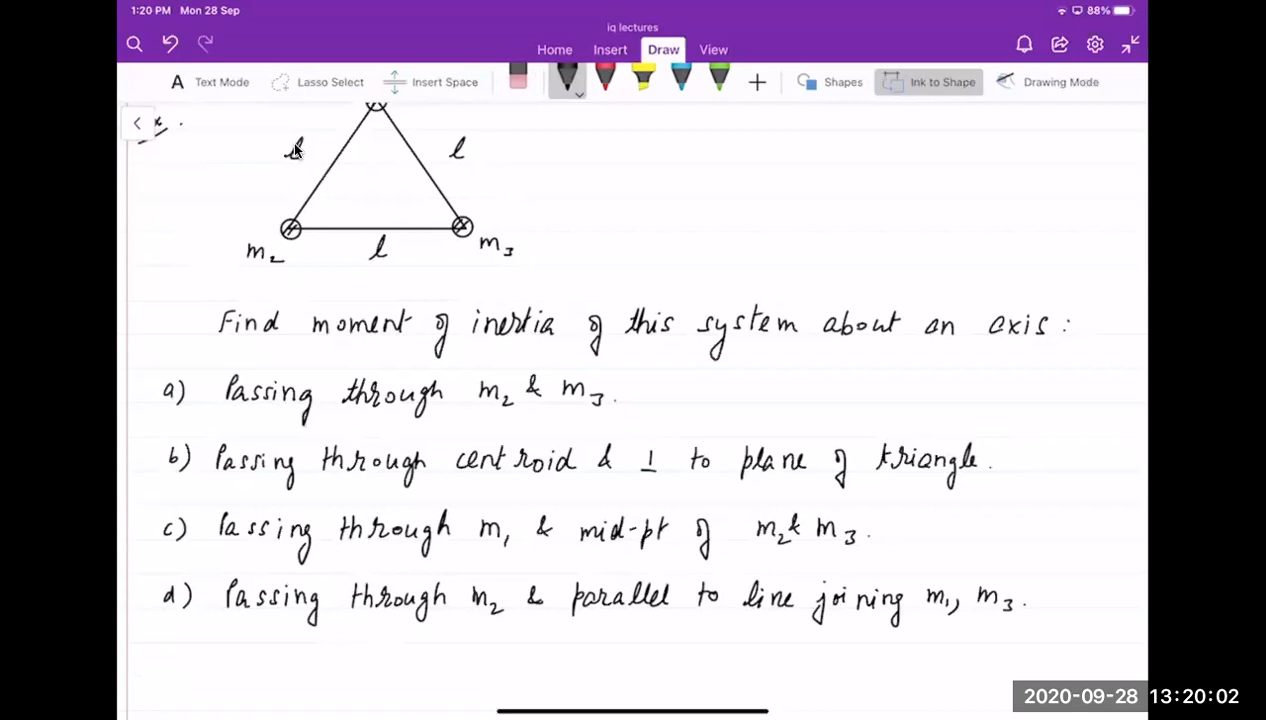 1:20 PM Mon 28 Sep
88%
iq lectures
Home Insert Draw View
Text Mode Lasso Select Insert Space Shapes Ink to Shape Drawing Mode
l l
m₂ l m₃
Find moment of inertia of this system about an axis :
a) Passing through m₂ & m₃.
b) Passing through centroid & ⊥ to plane of triangle.
c) Passing through m₁ & mid-pt of m₂ & m₃.
d) Passing through m₂ & parallel to line joining m₁, m₃.
2020-09-28 13:20:02